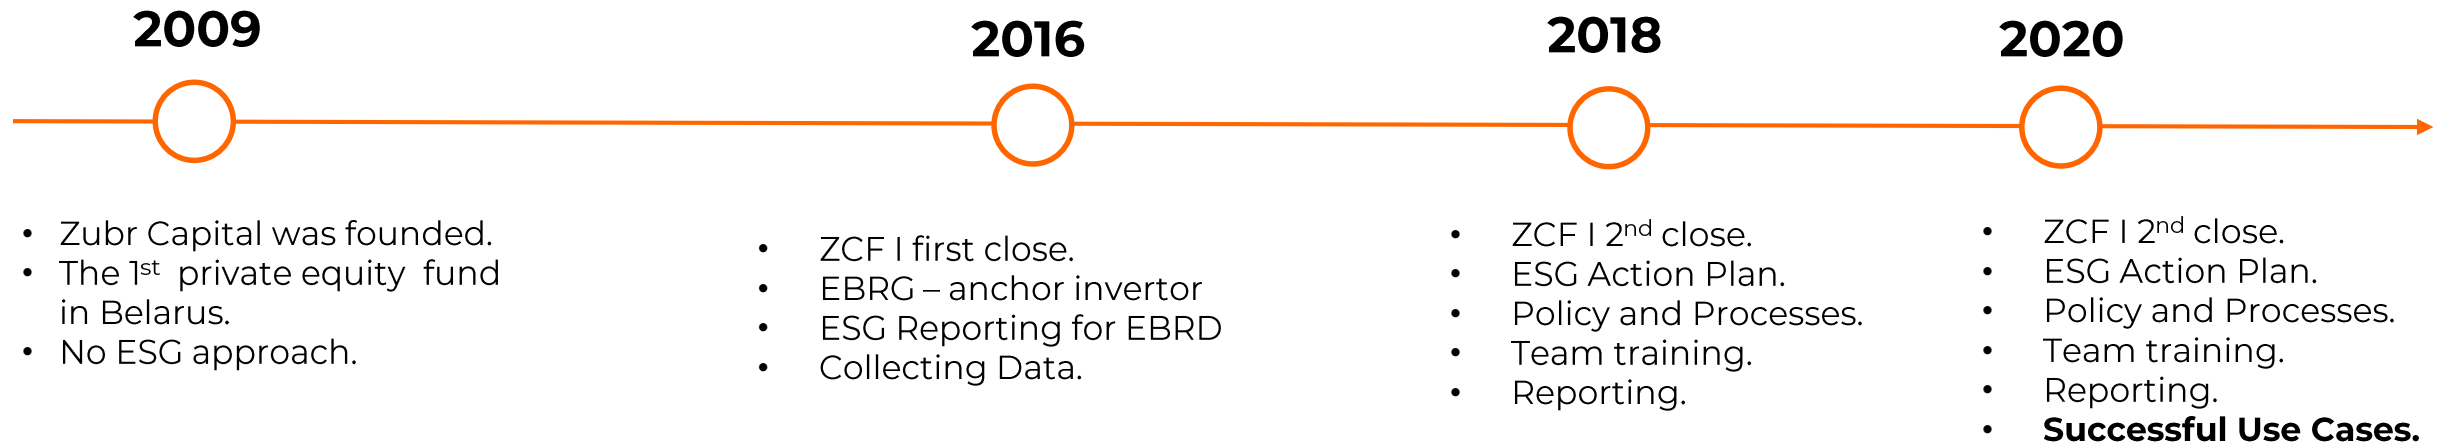 2009
• Zubr Capital was founded.
• The 1st private equity fund
in Belarus.
• No ESG approach.
2016
• ZCF I first close.
• EBRG – anchor invertor
• ESG Reporting for EBRD
• Collecting Data.
2018
• ZCF I 2nd close.
• ESG Action Plan.
• Policy and Processes.
• Team training.
• Reporting.
2020
• ZCF I 2nd close.
• ESG Action Plan.
• Policy and Processes.
• Team training.
• Reporting.
• Successful Use Cases.